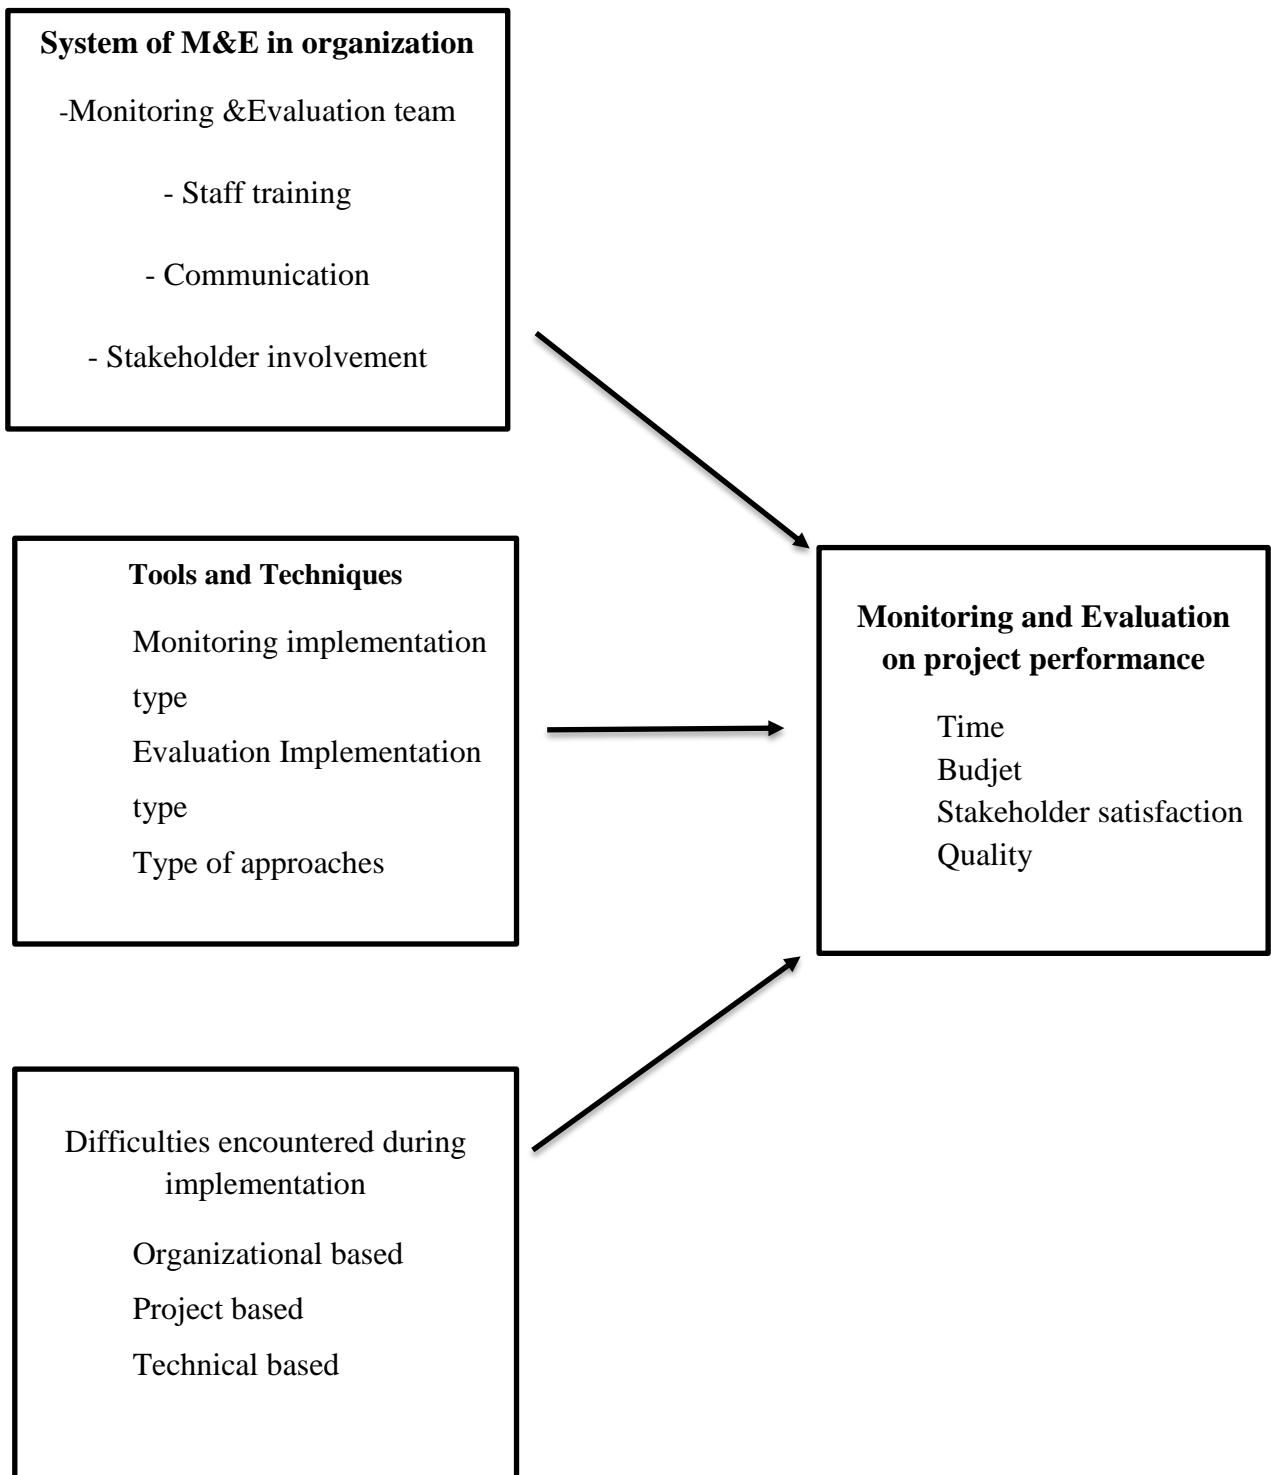 System of M&E in organization
-Monitoring &Evaluation team
- Staff training
- Communication
- Stakeholder involvement
Tools and Techniques
Monitoring implementation
type
Evaluation Implementation
type
Type of approaches
Monitoring and Evaluation
on project performance
Time
Budjet
Stakeholder satisfaction
Quality
Difficulties encountered during
implementation
Organizational based
Project based
Technical based